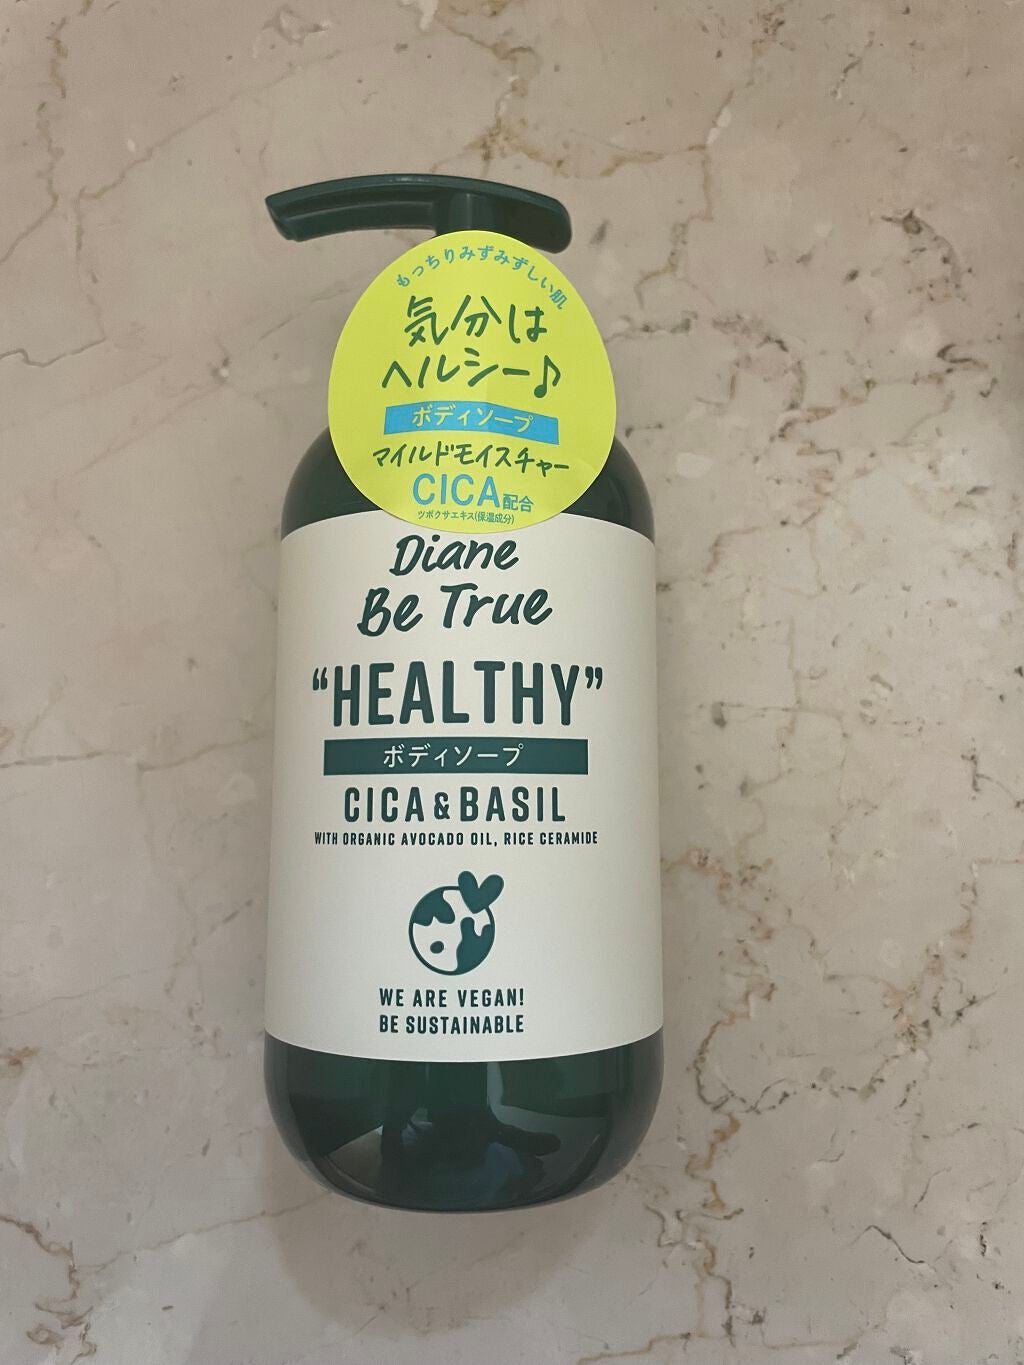 もっちりみずみずしい肌
気分は
ヘルシー♪
ボディソープ
マイルドモイスチャー
CICA配合
ツボクサエキス(保湿成分)
Diane
Be True
“HEALTHY”
ボディソープ
CICA & BASIL
WITH ORGANIC AVOCADO OIL, RICE CERAMIDE
WE ARE VEGAN!
BE SUSTAINABLE